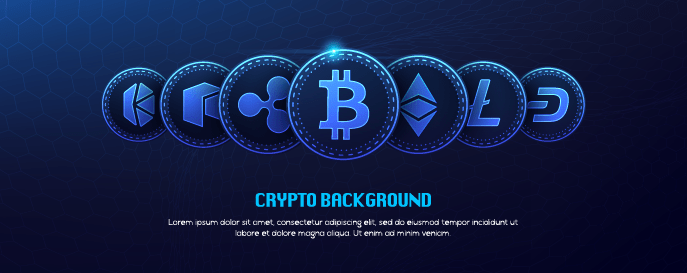 CRYPTO BACKGROUND
Lorem ipsum dolor sit amet, consectetur adipiscing elit, sed do eiusmod tempor incididunt ut
labore et dolore magna aliqua. Ut enim ad minim veniam.